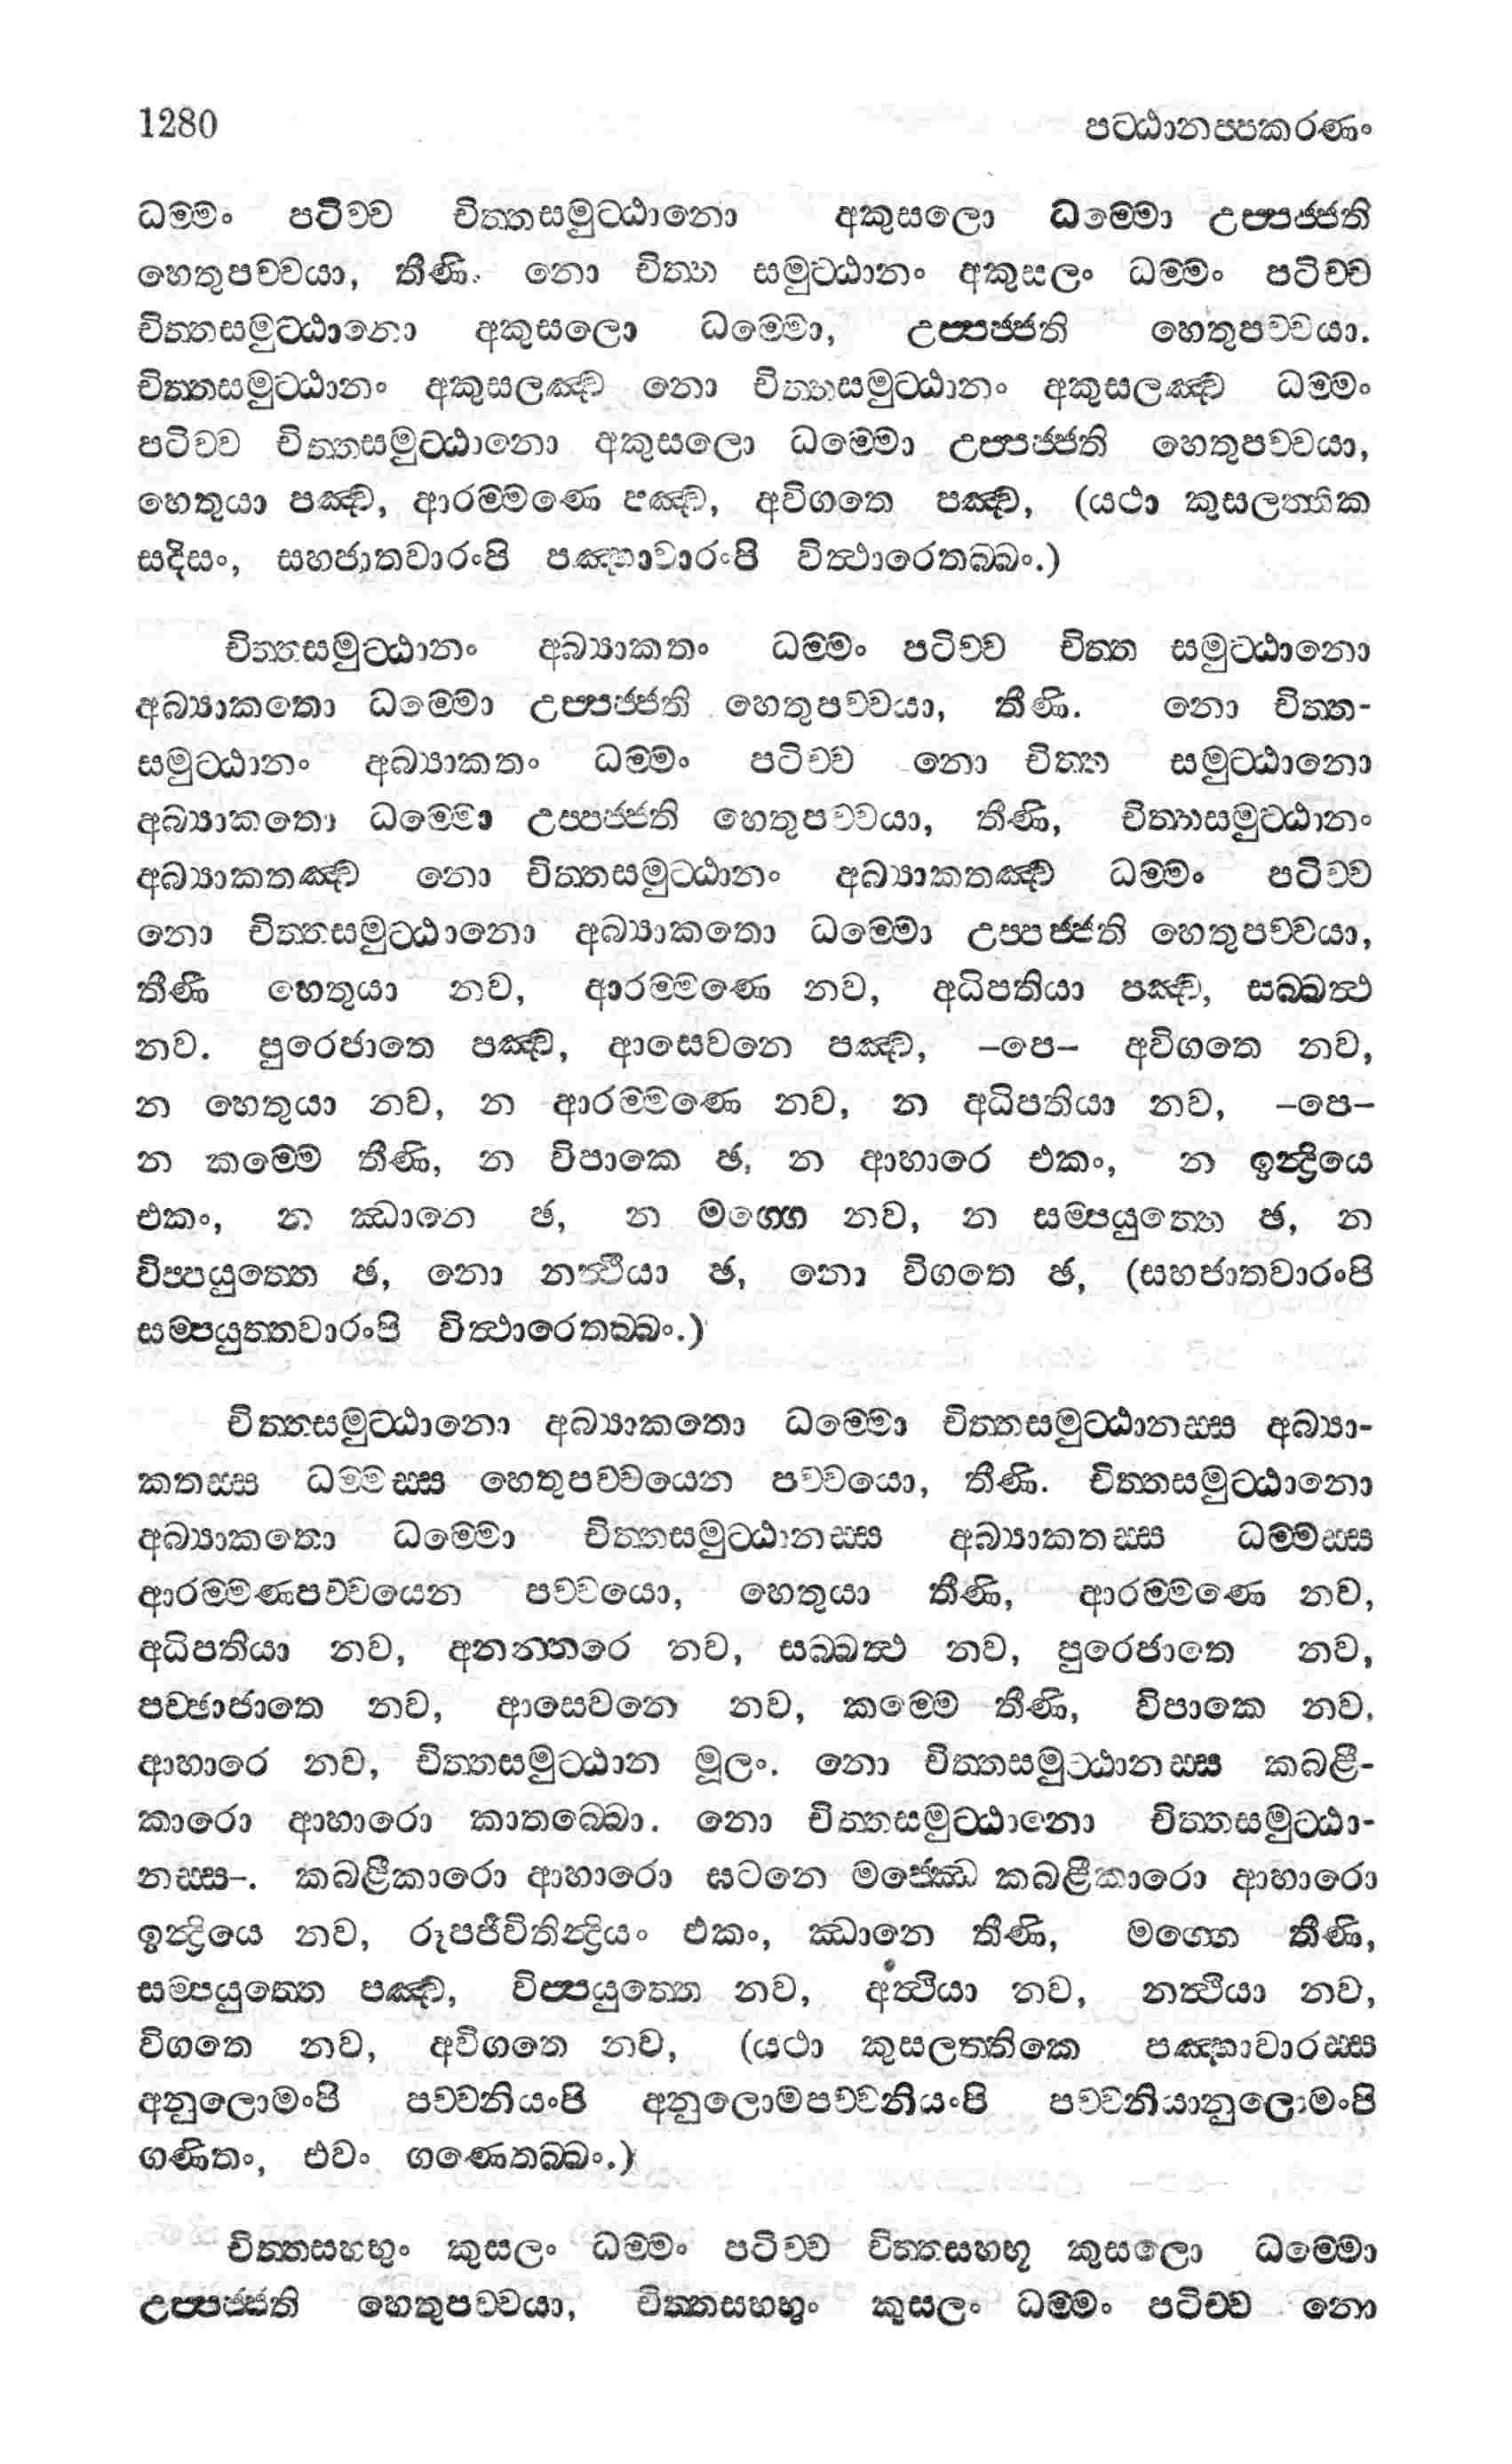 1280 පට්ඨානප්පකරණං
ධම්මං පටිච්ච චිත්තසමුට්ඨානො අකුසලො ධම්මො උප්පජ්ජති
හෙතුපච්චයා, තීණි. නො චිත්ත සමුට්ඨානං අකුසලං ධම්මං පටිච්ච
චිත්තසමුට්ඨානො අකුසලො ධම්මො, උප්පජ්ජති හෙතුපච්චයා.
චිත්තසමුට්ඨානං අකුසලඤ්ච නො චිත්තසමුට්ඨානං අකුසලඤ්ච ධම්මං
පටිච්ච චිත්තසමුට්ඨානො අකුසලො ධම්මො උප්පජ්ජති හෙතුපච්චයා,
හෙතුයා පඤ්ච, ආරම්මණෙ පඤ්ච, අවිගතෙ පඤ්ච, (යථා කුසලත්තික
සදිසං, සහජාතවාරංපි පඤ්හාවාරංපි විත්ථාරෙතබ්බං.)
චිත්තසමුට්ඨානං අබ්‍යාකතං ධම්මං පටිච්ච චිත්ත සමුට්ඨානො
අබ්‍යාකතො ධම්මො උප්පජ්ජති හෙතුපච්චයා, තීණි. නො චිත්ත-
සමුට්ඨානං අබ්‍යාකතං ධම්මං පටිච්ච නො චිත්ත සමුට්ඨානො
අබ්‍යාකතො ධම්මො උප්පජ්ජති හෙතුපච්චයා, තීණි, චිත්තසමුට්ඨානං
අබ්‍යාකතඤ්ච නො චිත්තසමුට්ඨානං අබ්‍යාකතඤ්ච ධම්මං පටිච්ච
නො චිත්තසමුට්ඨානො අබ්‍යාකතො ධම්මො උප්පජ්ජති හෙතුපච්චයා,
තීණී හෙතුයා නව, ආරම්මණෙ නව, අධිපතියා පඤ්ච, සබ්බත්ථ
නව. පුරෙජාතෙ පඤ්ච, ආසෙවනෙ පඤ්ච, –පෙ– අවිගතෙ නව,
න හෙතුයා නව, න ආරම්මණෙ නව, න අධිපතියා නව, –පෙ–
න කම්මෙ තීණි, න විපාකෙ ඡ, න ආහාරෙ එකං, න ඉන්ද්‍රියෙ
එකං, න ඣානෙ ඡ, න මග්ගෙ නව, න සම්පයුත්තෙ ඡ, න
විප්පයුත්තෙ ඡ, නො නත්ථියා ඡ, නො විගතෙ ඡ, (සහජාතවාරංපි
සම්පයුත්තවාරංපි විත්ථාරෙතබ්බං.)
චිත්තසමුට්ඨානො අබ්‍යාකතො ධම්මො චිත්තසමුට්ඨානස්ස අබ්‍යා-
කතස්ස ධම්මස්ස හෙතුපච්චයෙන පච්චයො, තීණි. චිත්තසමුට්ඨානො
අබ්‍යාකතො ධම්මො චිත්තසමුට්ඨානස්ස අබ්‍යාකතස්ස ධම්මස්ස
ආරම්මණපච්චයෙන පච්චයො, හෙතුයා තීණි, ආරම්මණෙ නව,
අධිපතියා නව, අනන්තරෙ නව, සබ්බත්ථ නව, පුරෙජාතෙ නව,
පච්ඡාජාතෙ නව, ආසෙවනෙ නව, කම්මෙ තීණි, විපාකෙ නව,
ආහාරෙ නව, චිත්තසමුට්ඨාන මූලං. නො චිත්තසමුට්ඨානස්ස කබළී-
කාරො ආහාරො කාතබ්බො. නො චිත්තසමුට්ඨානො චිත්තසමුට්ඨා-
නස්ස–. කබළීකාරො ආහාරො ඝටනෙ මජ්ඣෙ කබළීකාරො ආහාරො
ඉන්ද්‍රියෙ නව, රූපජීවිතින්ද්‍රියං එකං, ඣානෙ තීණි, මග්ගෙ තීණි,
සම්පයුත්තෙ පඤ්ච, විප්පයුත්තෙ නව, අත්ථියා නව, නත්ථියා නව,
විගතෙ නව, අවිගතෙ නව, (යථා කුසලත්තිකෙ පඤ්හාවාරස්ස
අනුලොමංපි පච්චනියංපි අනුලොමපච්චනියංපි පච්චනියානුලොමංපි
ගණිතං, එවං ගණෙතබ්බං.)
චිත්තසහභුං කුසලං ධම්මං පටිච්ච චිත්තසහභූ කුසලො ධම්මො
උප්පජ්ජති හෙතුපච්චයා, චිත්තසහභුං කුසලං ධම්මං පටිච්ච නො